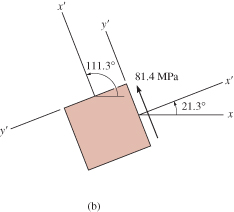 x′
y′
111.3°
81.4 MPa
x′
21.3°
x
y′
(b)